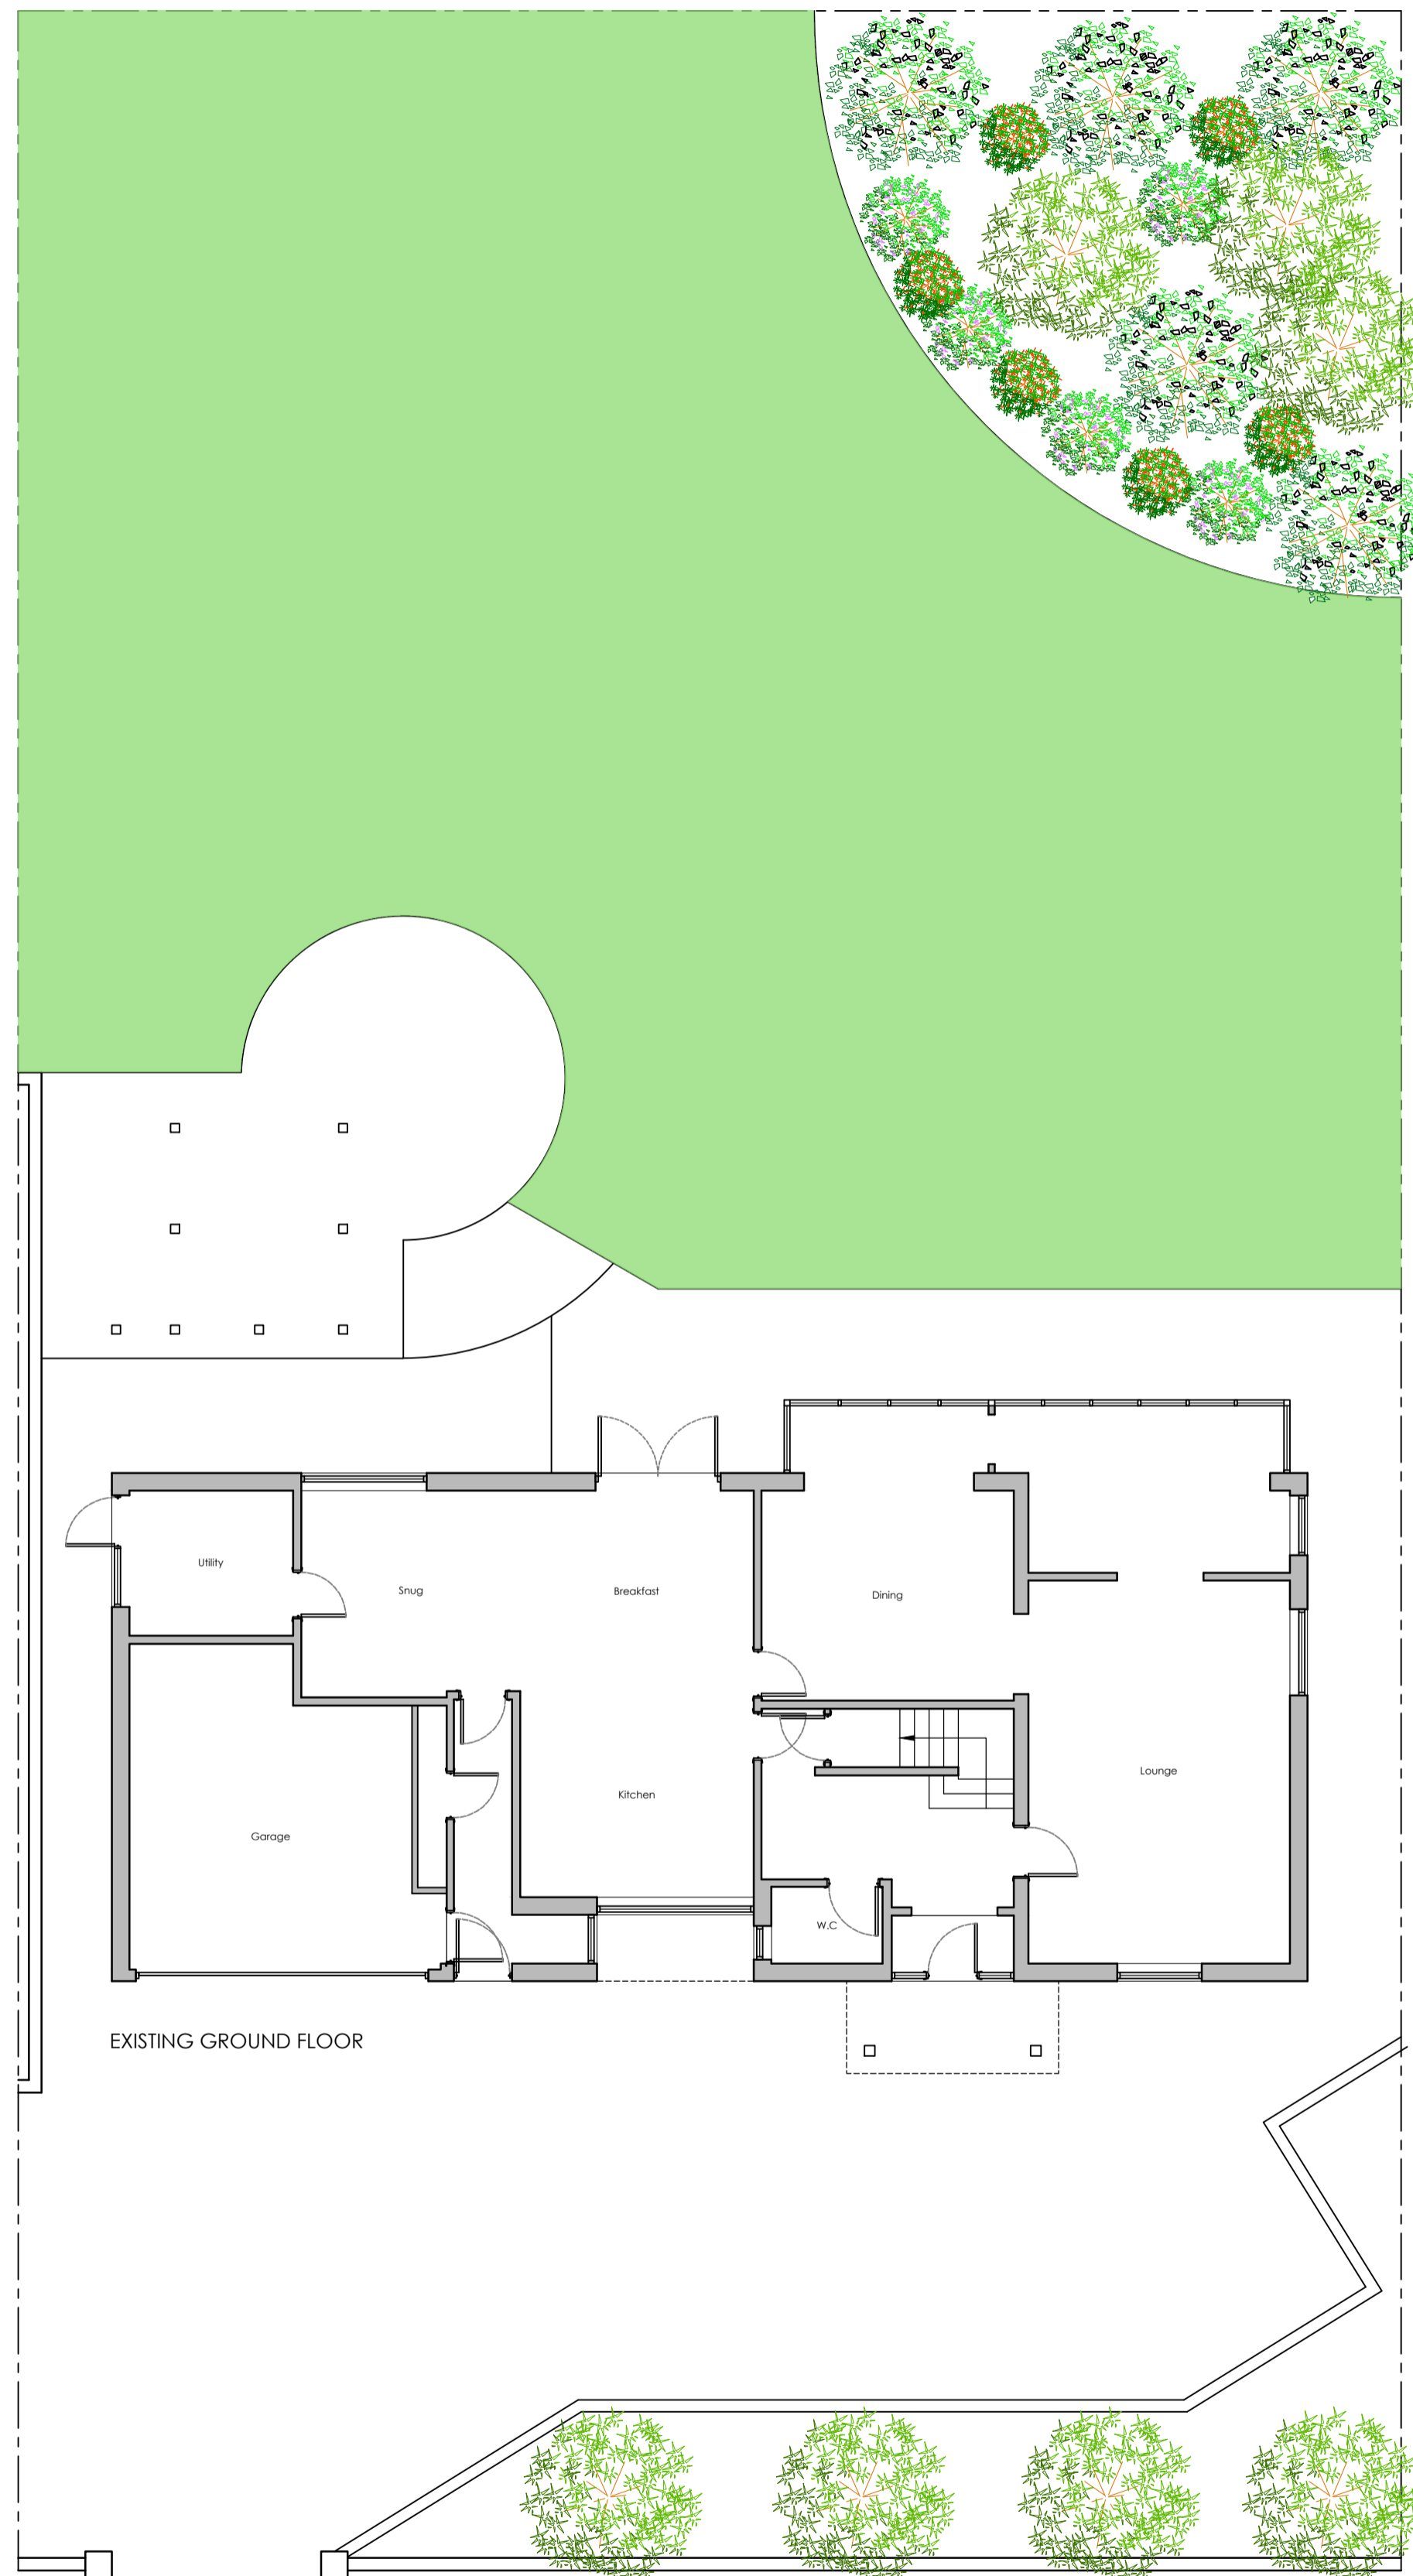 Utility
Snug
Breakfast
Dining
Lounge
Kitchen
Garage
W.C
EXISTING GROUND FLOOR